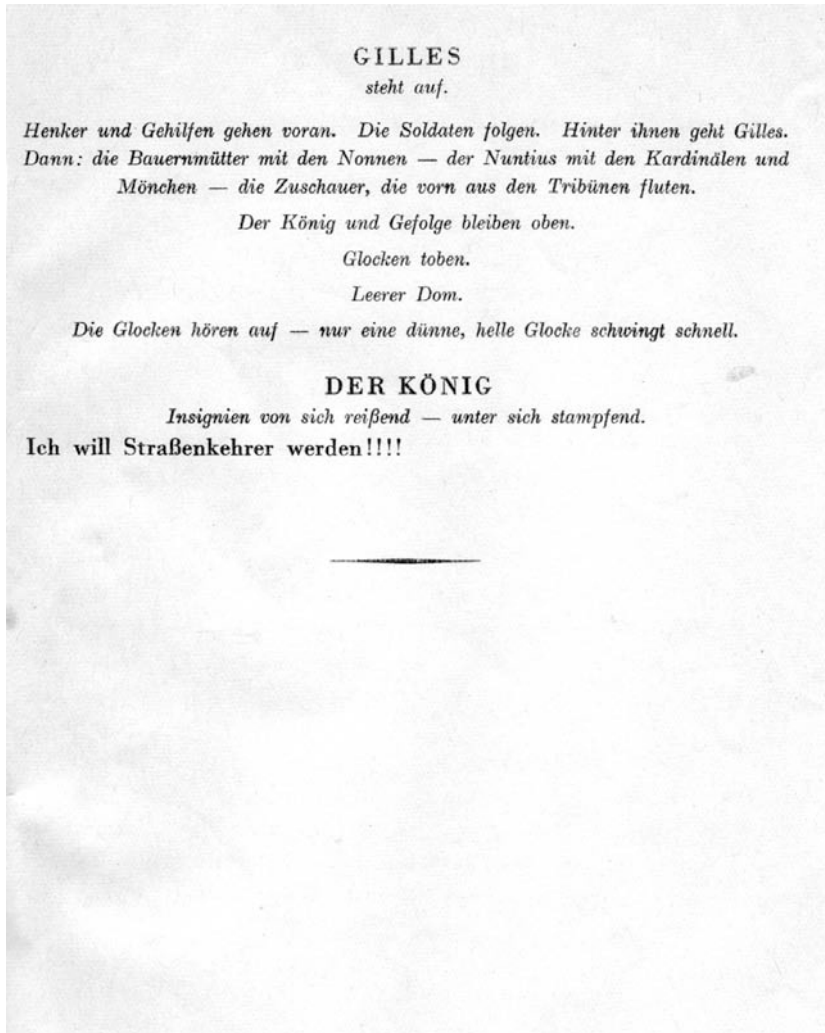 GILLES
steht auf.
Henker und Gehilfen gehen voran. Die Soldaten folgen. Hinter ihnen geht Gilles.
Dann: die Bauernmütter mit den Nonnen — der Nuntius mit den Kardinälen und
Mönchen — die Zuschauer, die vorn aus den Tribünen fluten.
Der König und Gefolge bleiben oben.
Glocken toben.
Leerer Dom.
Die Glocken hören auf — nur eine dünne, helle Glocke schwingt schnell.
DER KÖNIG
Insignien von sich reißend — unter sich stampfend.
Ich will Straßenkehrer werden!!!!